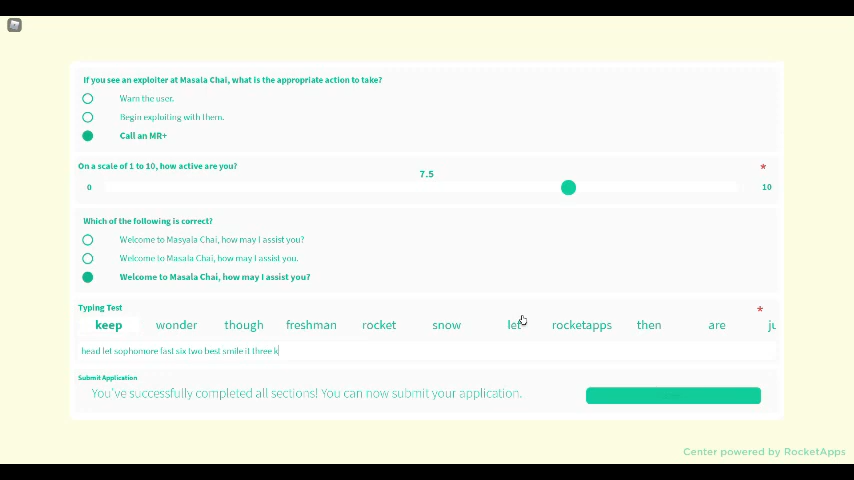 If you see an exploiter at Masala Chai, what is the appropriate action to take?
Warn the user.
Begin exploiting with them.
Call an MR+
On a scale of 1 to 10, how active are you?
*
7.5
0
10
Which of the following is correct?
Welcome to Masyala Chai, how may I assist you?
Welcome to Masala Chai, how may I assist you.
Welcome to Masala Chai, how may I assist you?
Typing Test
*
keep wonder though freshman rocket snow let rocketapps then are ju
head let sophomore fast six two best smile it three k
Submit Application
You've successfully completed all sections! You can now submit your application.
Center powered by RocketApps